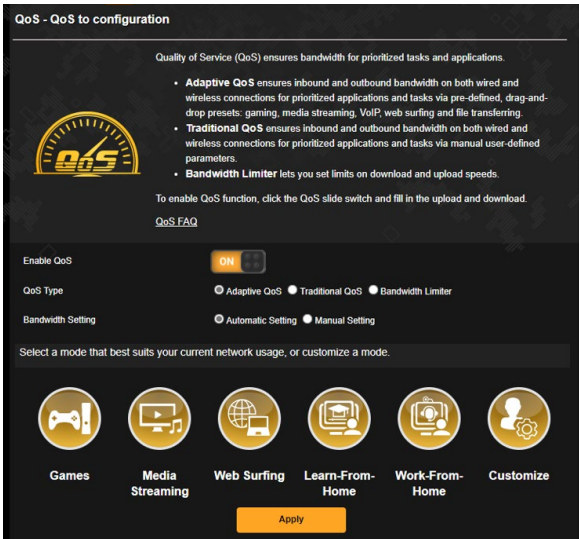 QoS - QoS to configuration
Quality of Service (QoS) ensures bandwidth for prioritized tasks and applications.
• Adaptive QoS ensures inbound and outbound bandwidth on both wired and
wireless connections for prioritized applications and tasks via pre-defined, drag-and-
drop presets: gaming, media streaming, VoIP, web surfing and file transferring.
• Traditional QoS ensures inbound and outbound bandwidth on both wired and
wireless connections for prioritized applications and tasks via manual user-defined
parameters.
• Bandwidth Limiter lets you set limits on download and upload speeds.
QoS
To enable QoS function, click the QoS slide switch and fill in the upload and download.
QoS FAQ
Enable QoS ON
QoS Type Adaptive QoS Traditional QoS Bandwidth Limiter
Bandwidth Setting Automatic Setting Manual Setting
Select a mode that best suits your current network usage, or customize a mode.
Games Media Web Surfing Learn-From- Work-From- Customize
Streaming Home Home
Apply